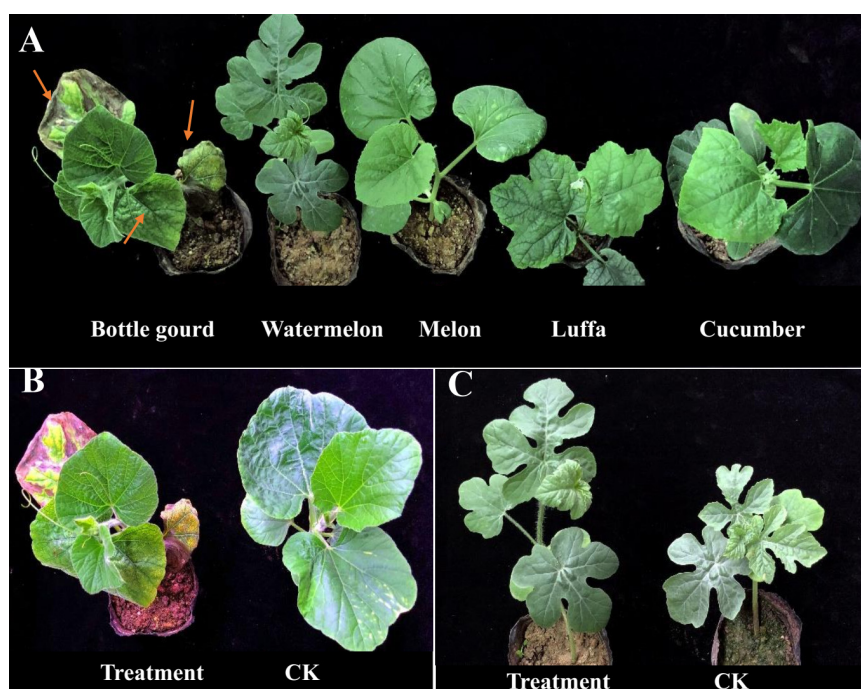 A
Bottle gourd Watermelon Melon Luffa Cucumber
B
C
Treatment CK
Treatment CK